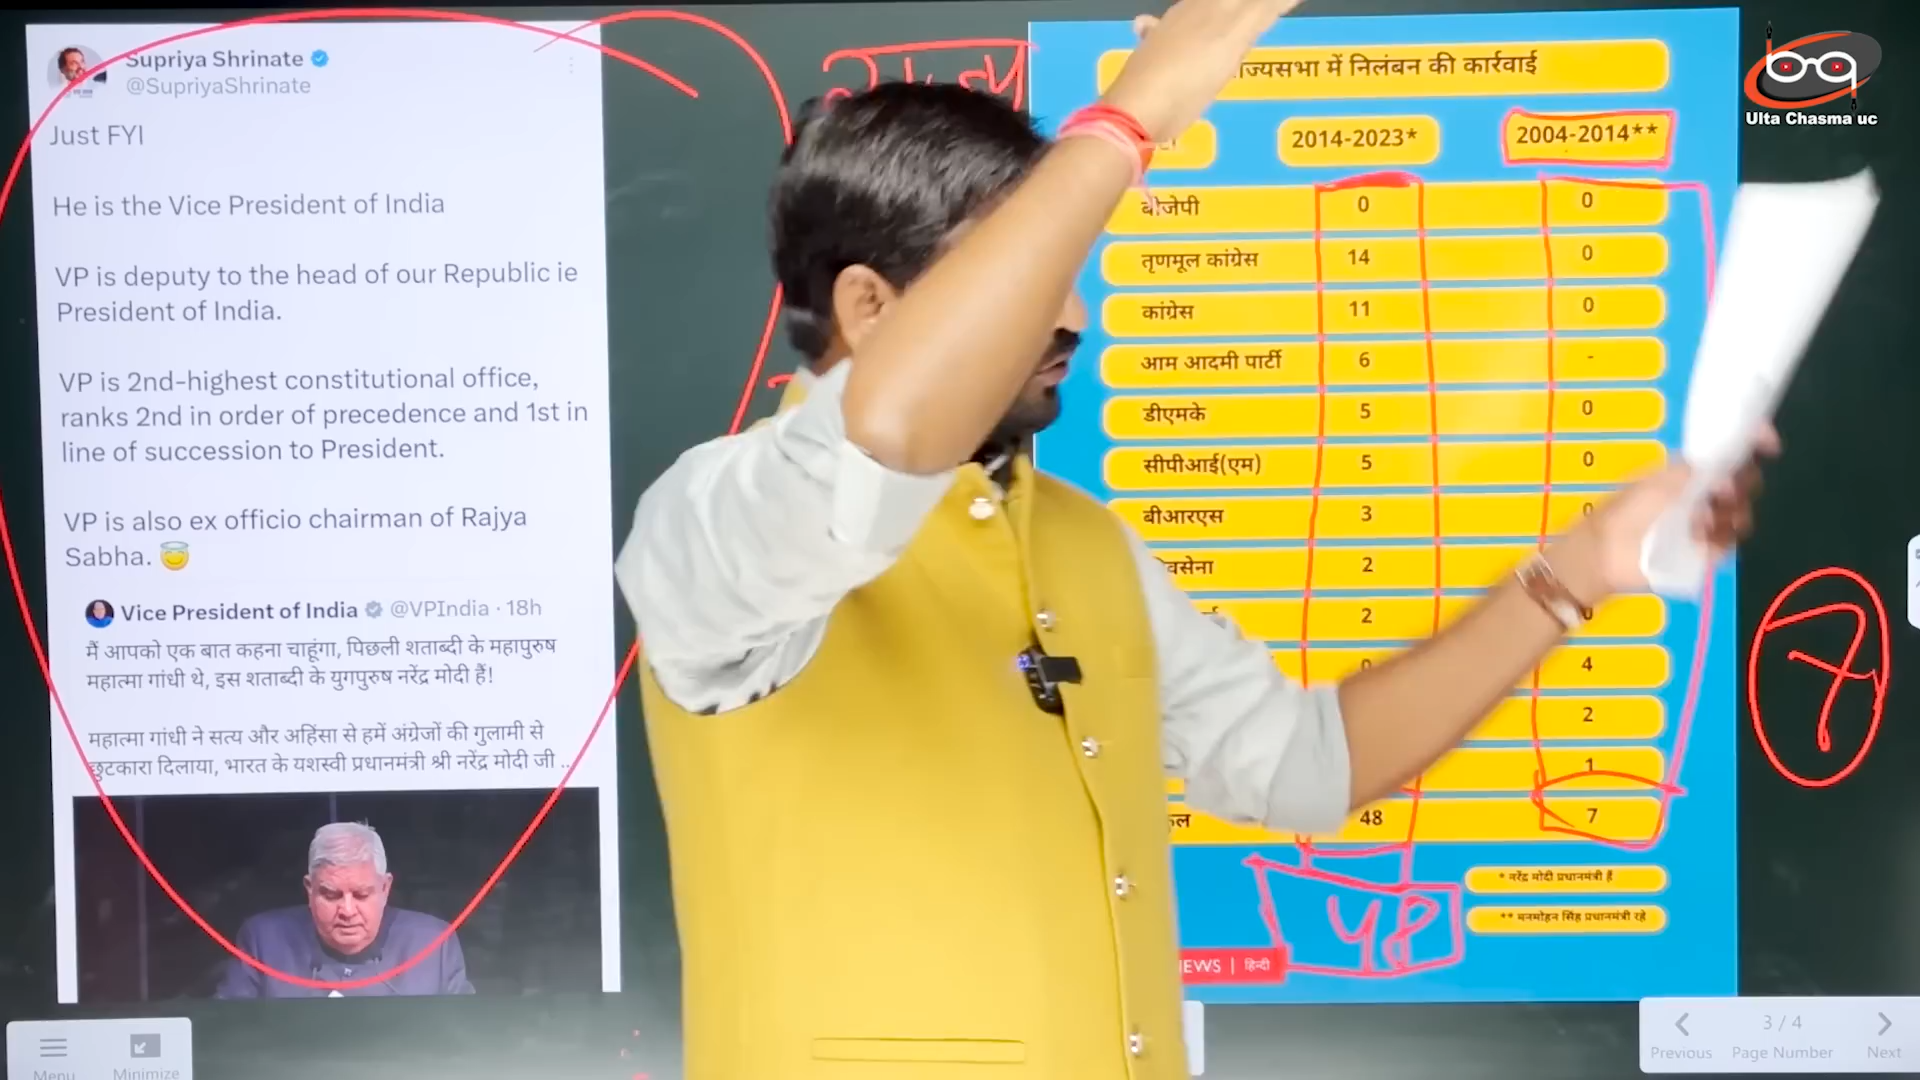 Supriya Shrinate
@SupriyaShrinate
Just FYI
He is the Vice President of India
VP is deputy to the head of our Republic ie
President of India.
VP is 2nd-highest constitutional office,
ranks 2nd in order of precedence and 1st in
line of succession to President.
VP is also ex officio chairman of Rajya
Sabha. 😇
Vice President of India @VPIndia · 18h
मैं आपको एक बात कहना चाहूंगा, पिछली शताब्दी के महापुरुष
महात्मा गांधी थे, इस शताब्दी के युगपुरुष नरेंद्र मोदी हैं!
महात्मा गांधी ने सत्य और अहिंसा से हमें अंग्रेजों की गुलामी से
छुटकारा दिलाया, भारत के यशस्वी प्रधानमंत्री श्री नरेंद्र मोदी जी ..
में निलंबन की कार्रवाई
2014-2023* 2004-2014**
बीजेपी 0 0
तृणमूल कांग्रेस 14 0
कांग्रेस 11 0
आम आदमी पार्टी 6 -
डीएमके 5 0
सीपीआई(एम) 5 0
बीआरएस 3 0
2
2 0
0 4
2
1
48 7
* नरेंद्र मोदी प्रधानमंत्री हैं
** मनमोहन सिंह प्रधानमंत्री रहे
48
हिन्दी
7
Ulta Chasma uc
Menu Minimize
3 / 4
Previous Page Number Next